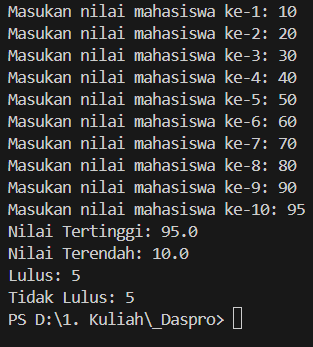 Masukan nilai mahasiswa ke-1: 10
Masukan nilai mahasiswa ke-2: 20
Masukan nilai mahasiswa ke-3: 30
Masukan nilai mahasiswa ke-4: 40
Masukan nilai mahasiswa ke-5: 50
Masukan nilai mahasiswa ke-6: 60
Masukan nilai mahasiswa ke-7: 70
Masukan nilai mahasiswa ke-8: 80
Masukan nilai mahasiswa ke-9: 90
Masukan nilai mahasiswa ke-10: 95
Nilai Tertinggi: 95.0
Nilai Terendah: 10.0
Lulus: 5
Tidak Lulus: 5
PS D:\1. Kuliah\_Daspro>